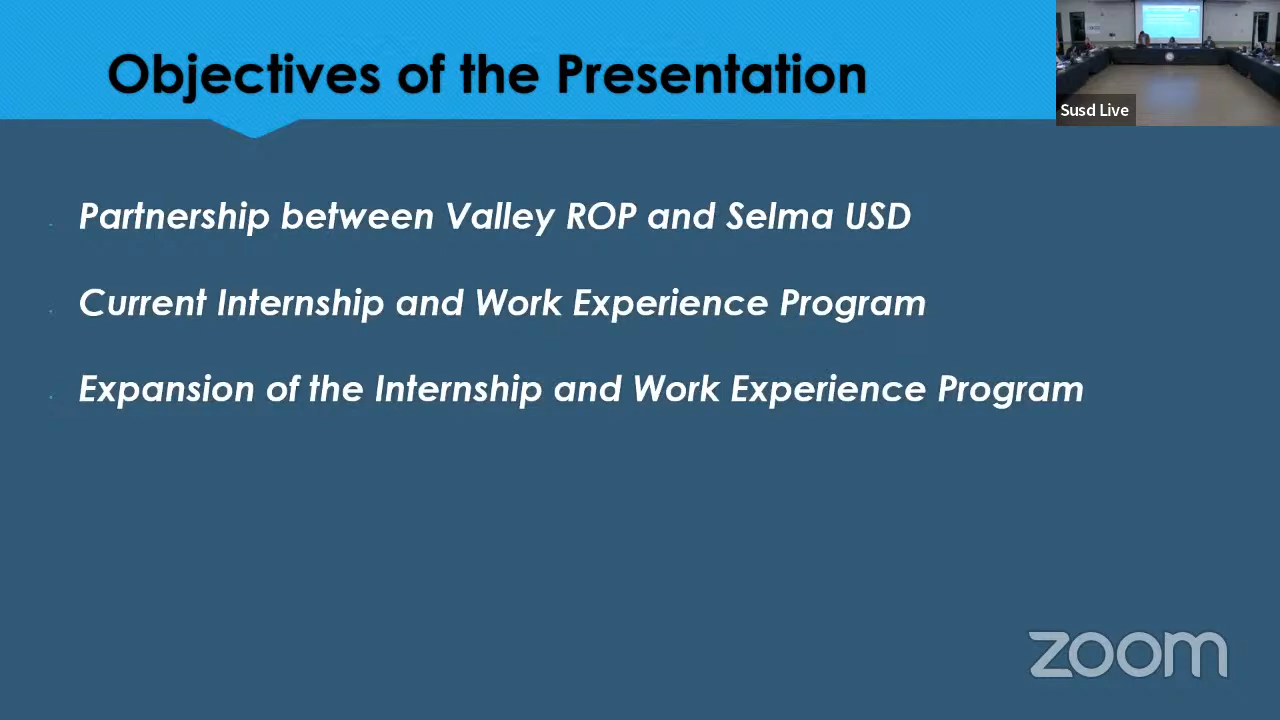 Objectives of the Presentation
Susd Live
Partnership between Valley ROP and Selma USD
Current Internship and Work Experience Program
Expansion of the Internship and Work Experience Program
zoom